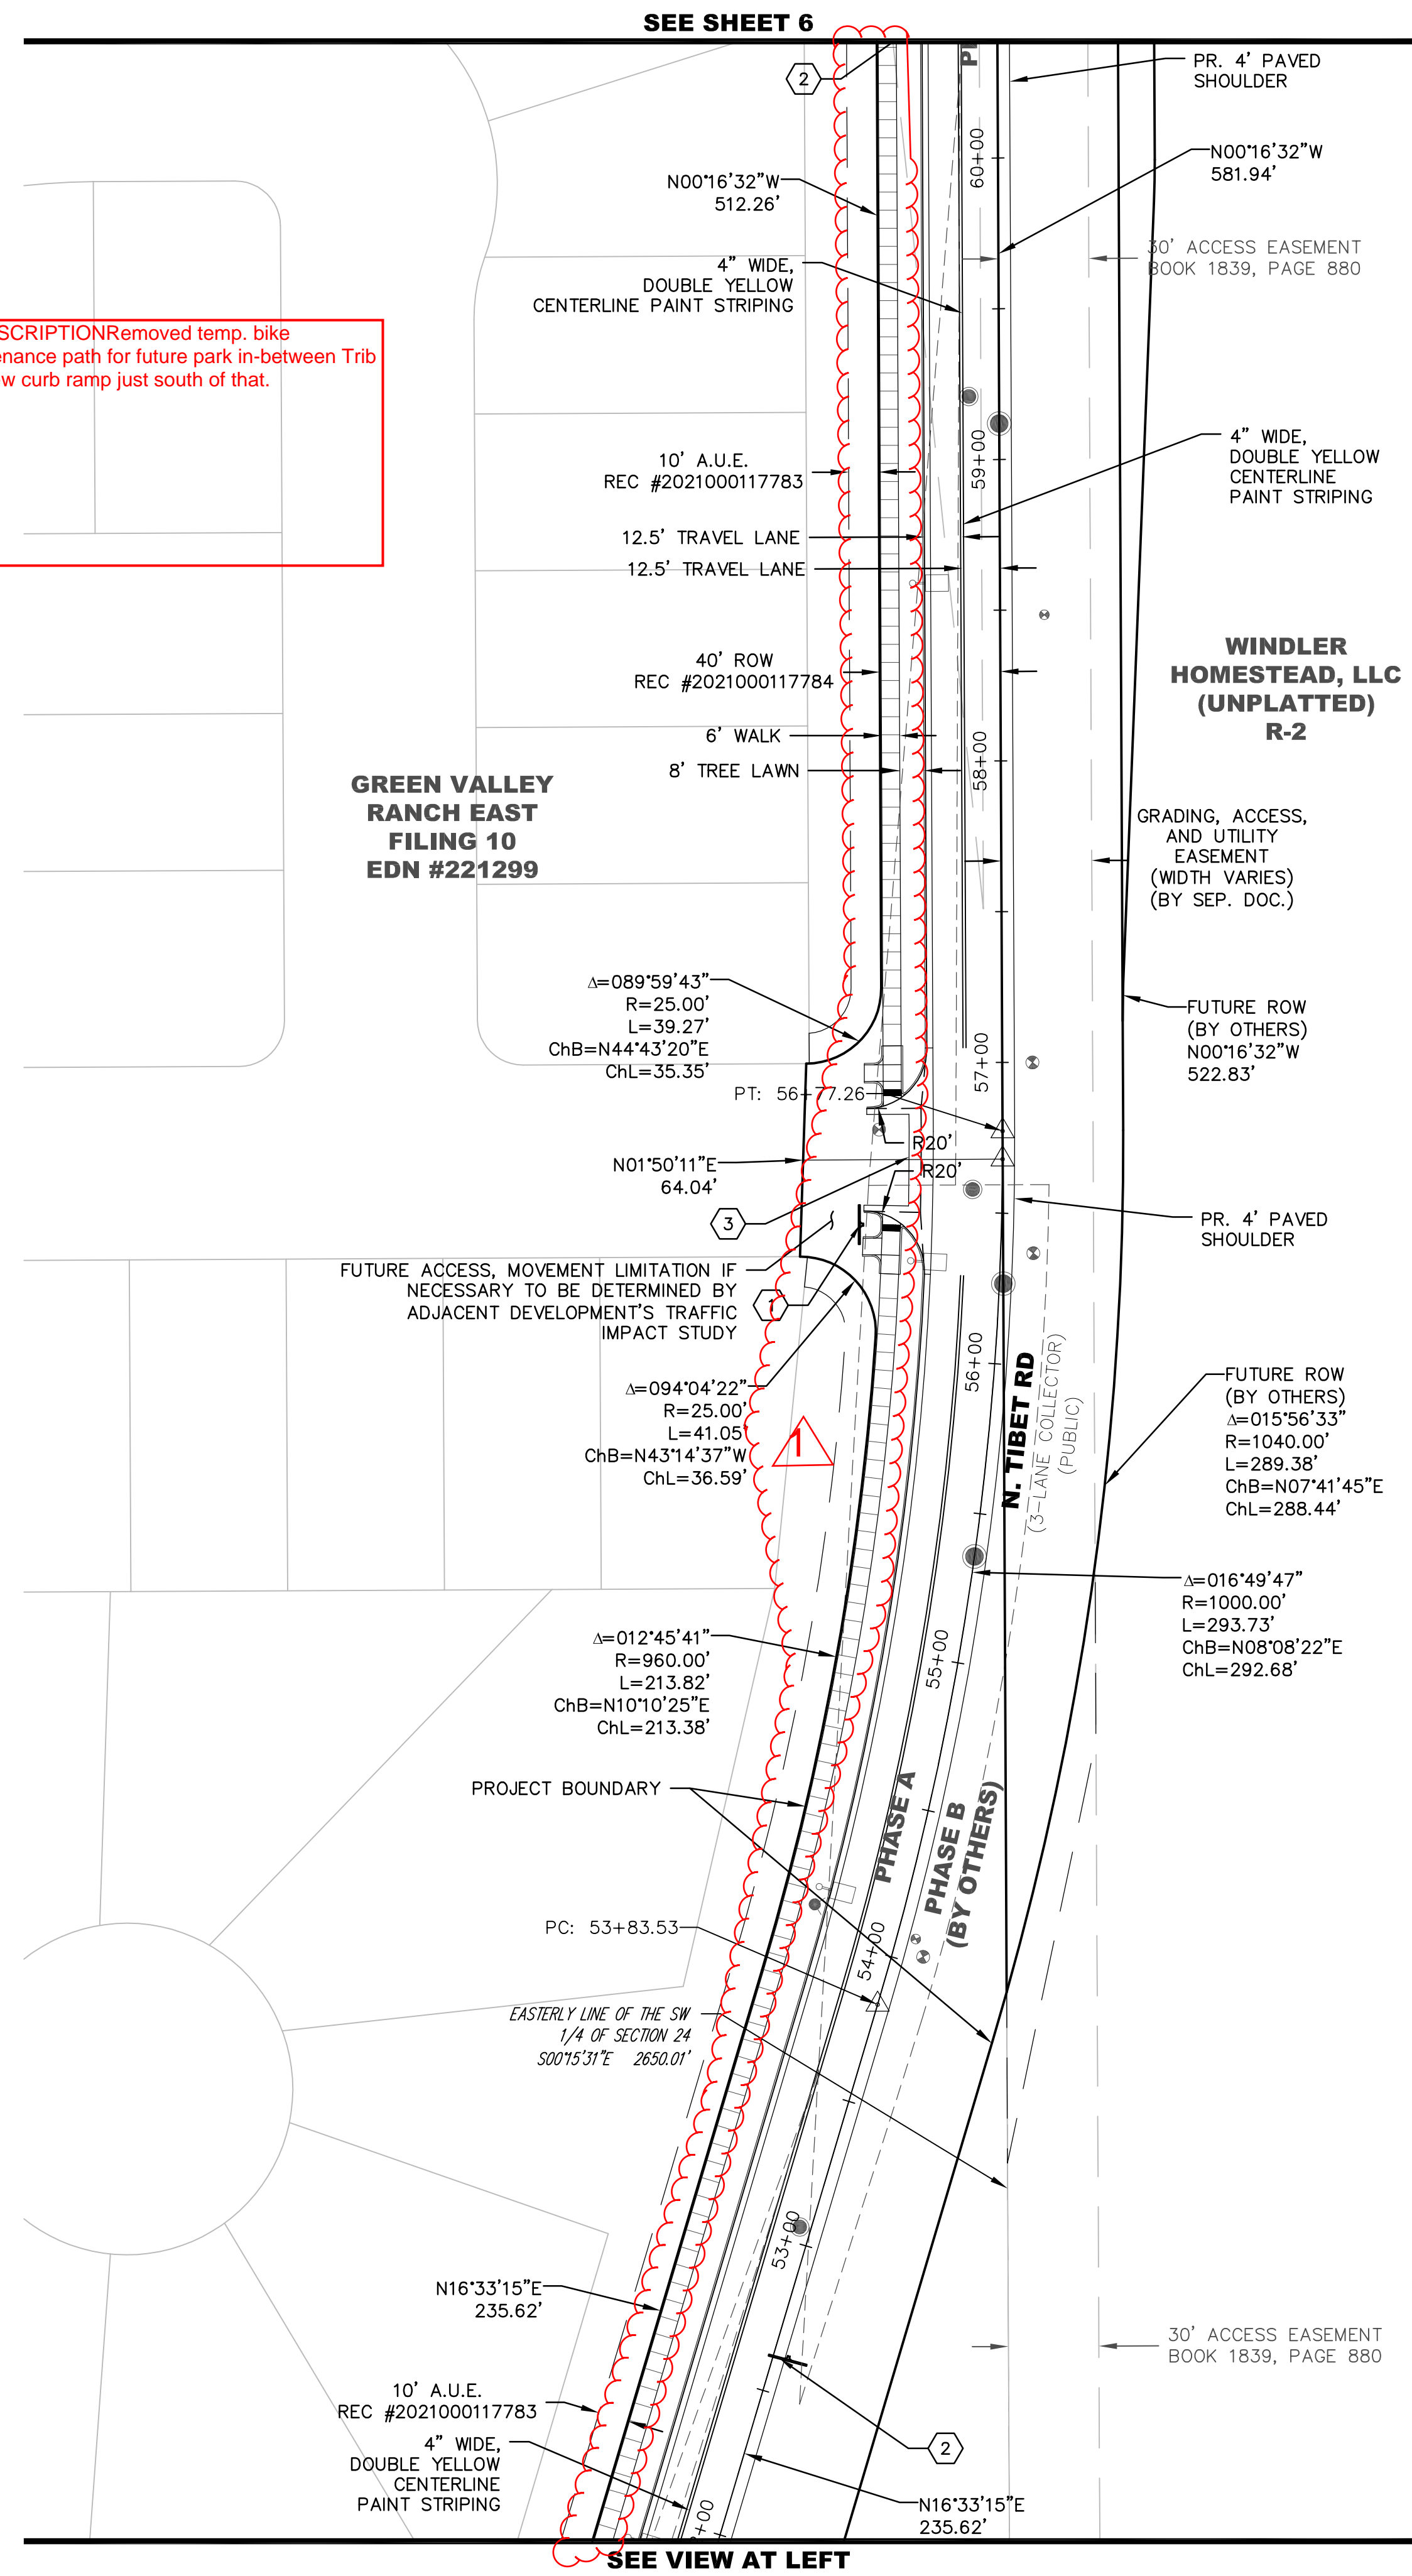 SEE SHEET 6
2
PR. 4' PAVED
SHOULDER
60+00
N00°16'32"W
581.94'
N00°16'32"W
512.26'
30' ACCESS EASEMENT
BOOK 1839, PAGE 880
4" WIDE,
DOUBLE YELLOW
CENTERLINE PAINT STRIPING
SCRIPTIONRemoved temp. bike
enance path for future park in-between Trib
w curb ramp just south of that.
59+00
4" WIDE,
DOUBLE YELLOW
CENTERLINE
PAINT STRIPING
10' A.U.E.
REC #2021000117783
12.5' TRAVEL LANE
12.5' TRAVEL LANE
40' ROW
REC #2021000117784
WINDLER
HOMESTEAD, LLC
(UNPLATTED)
R-2
6' WALK
8' TREE LAWN
58+00
GREEN VALLEY
RANCH EAST
FILING 10
EDN #221299
GRADING, ACCESS,
AND UTILITY
EASEMENT
(WIDTH VARIES)
(BY SEP. DOC.)
Δ=089°59'43"
R=25.00'
L=39.27'
ChB=N44°43'20"E
ChL=35.35'
FUTURE ROW
(BY OTHERS)
N00°16'32"W
522.83'
57+00
PT: 56+77.26
R20'
R20'
N01°50'11"E
64.04'
3
PR. 4' PAVED
SHOULDER
FUTURE ACCESS, MOVEMENT LIMITATION IF
NECESSARY TO BE DETERMINED BY
ADJACENT DEVELOPMENT'S TRAFFIC
IMPACT STUDY
1
56+00
N. TIBET RD
(3-LANE COLLECTOR)
(PUBLIC)
Δ=094°04'22"
R=25.00'
L=41.05'
ChB=N43°14'37"W
ChL=36.59'
1
FUTURE ROW
(BY OTHERS)
Δ=015°56'33"
R=1040.00'
L=289.38'
ChB=N07°41'45"E
ChL=288.44'
Δ=016°49'47"
R=1000.00'
L=293.73'
ChB=N08°08'22"E
ChL=292.68'
55+00
Δ=012°45'41"
R=960.00'
L=213.82'
ChB=N10°10'25"E
ChL=213.38'
PROJECT BOUNDARY
PHASE A
PHASE B
(BY OTHERS)
PC: 53+83.53
54+00
EASTERLY LINE OF THE SW
1/4 OF SECTION 24
S00°15'31"E 2650.01'
53+00
N16°33'15"E
235.62'
30' ACCESS EASEMENT
BOOK 1839, PAGE 880
10' A.U.E.
REC #2021000117783
4" WIDE,
DOUBLE YELLOW
CENTERLINE
PAINT STRIPING
2
N16°33'15"E
235.62'
+00
SEE VIEW AT LEFT